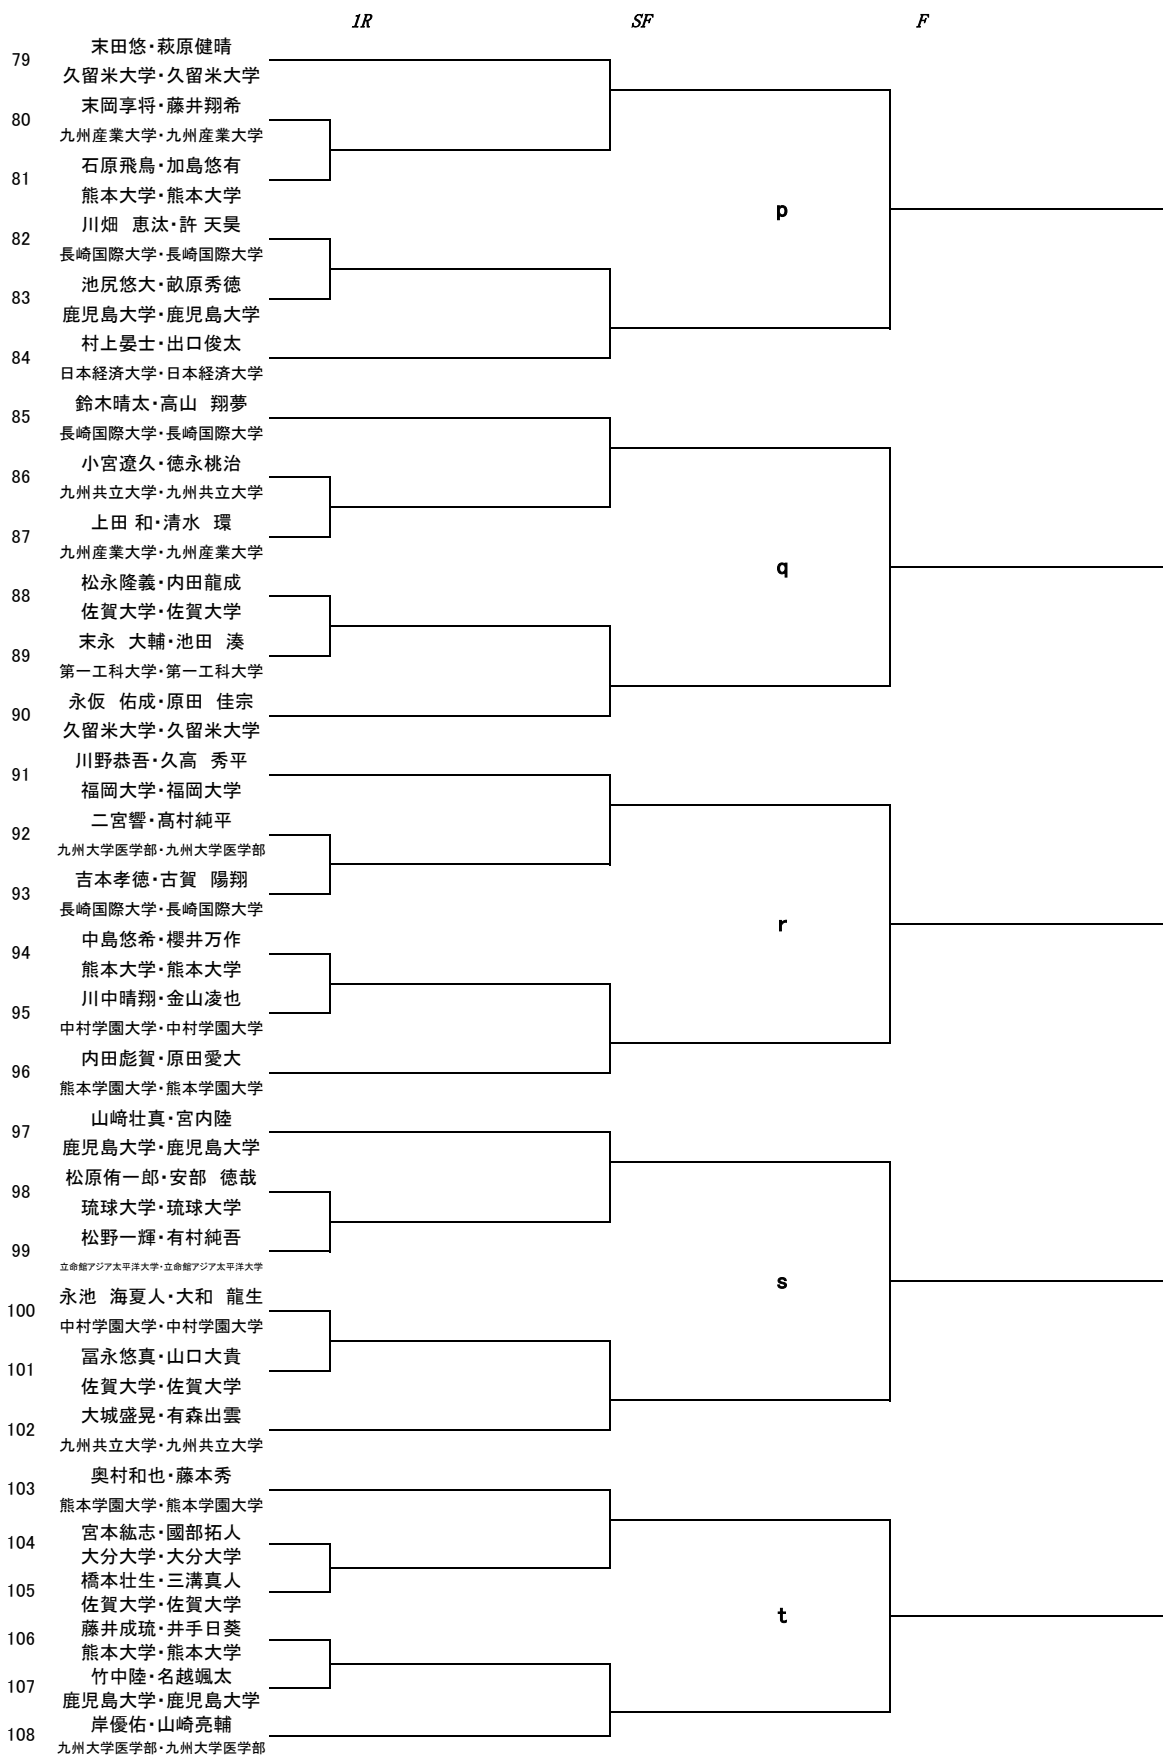 1R SF F
末田悠・萩原健晴
79
久留米大学・久留米大学
末岡享将・藤井翔希
80
九州産業大学・九州産業大学
石原飛鳥・加島悠有
81
熊本大学・熊本大学
p
川畑　恵汰・許 天昊
82
長崎国際大学・長崎国際大学
池尻悠大・畝原秀徳
83
鹿児島大学・鹿児島大学
村上晏士・出口俊太
84
日本経済大学・日本経済大学
鈴木晴太・高山　翔夢
85
長崎国際大学・長崎国際大学
小宮遼久・徳永桃治
86
九州共立大学・九州共立大学
上田 和・清水　環
87
九州産業大学・九州産業大学
q
松永隆義・内田龍成
88
佐賀大学・佐賀大学
末永　大輔・池田　湊
89
第一工科大学・第一工科大学
永仮　佑成・原田　佳宗
90
久留米大学・久留米大学
川野恭吾・久高　秀平
91
福岡大学・福岡大学
二宮響・髙村純平
92
九州大学医学部・九州大学医学部
吉本孝徳・古賀　陽翔
93
長崎国際大学・長崎国際大学
r
中島悠希・櫻井万作
94
熊本大学・熊本大学
川中晴翔・金山凌也
95
中村学園大学・中村学園大学
内田彪賀・原田愛大
96
熊本学園大学・熊本学園大学
山﨑壮真・宮内陸
97
鹿児島大学・鹿児島大学
松原侑一郎・安部　徳哉
98
琉球大学・琉球大学
松野一輝・有村純吾
99
立命館アジア太平洋大学・立命館アジア太平洋大学
s
永池　海夏人・大和　龍生
100
中村学園大学・中村学園大学
冨永悠真・山口大貴
101
佐賀大学・佐賀大学
大城盛晃・有森出雲
102
九州共立大学・九州共立大学
奥村和也・藤本秀
103
熊本学園大学・熊本学園大学
宮本紘志・國部拓人
104
大分大学・大分大学
橋本壮生・三溝真人
105
佐賀大学・佐賀大学
t
藤井成琉・井手日葵
106
熊本大学・熊本大学
竹中陸・名越颯太
107
鹿児島大学・鹿児島大学
岸優佑・山崎亮輔
108
九州大学医学部・九州大学医学部